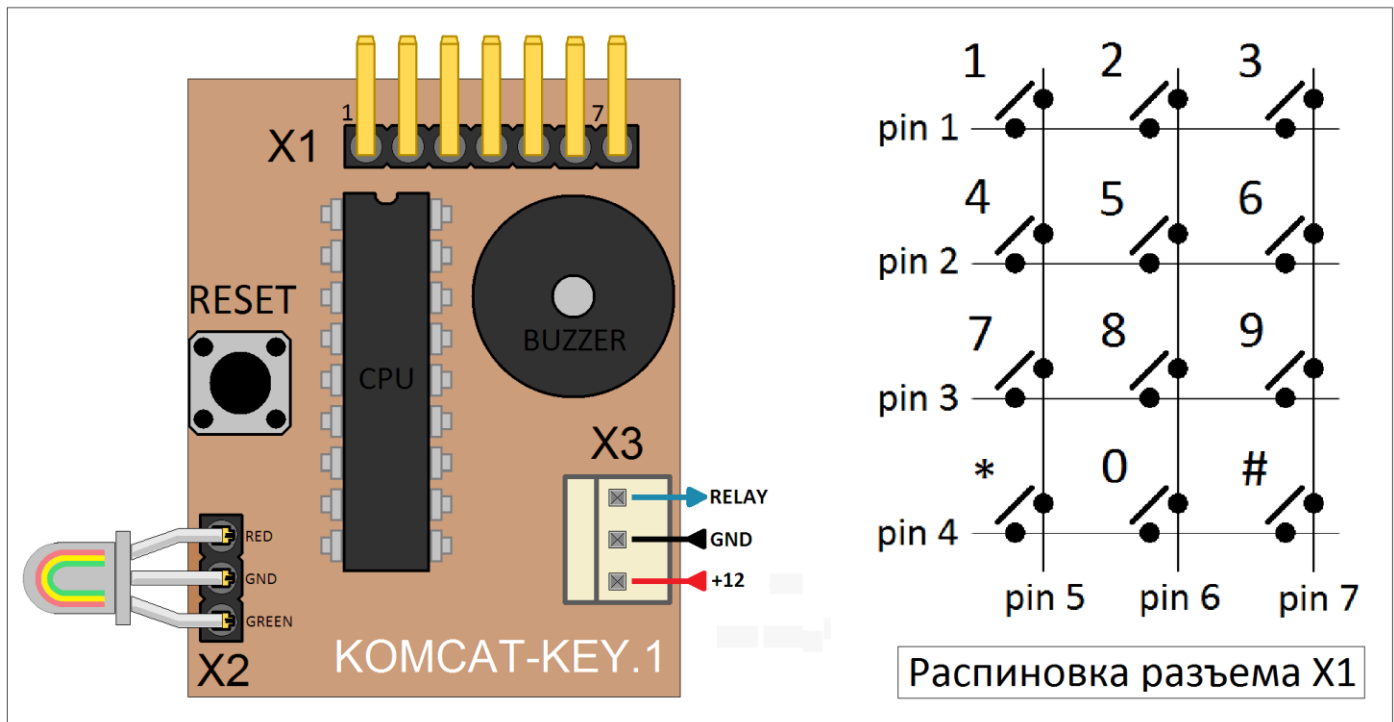 1 7
X1
RESET
CPU
BUZZER
X3
RELAY
GND
+12
RED
GND
GREEN
X2
KOMCAT-KEY.1
1 2 3
pin 1
4 5 6
pin 2
7 8 9
pin 3
* 0 #
pin 4
pin 5 pin 6 pin 7
Распиновка разъема X1